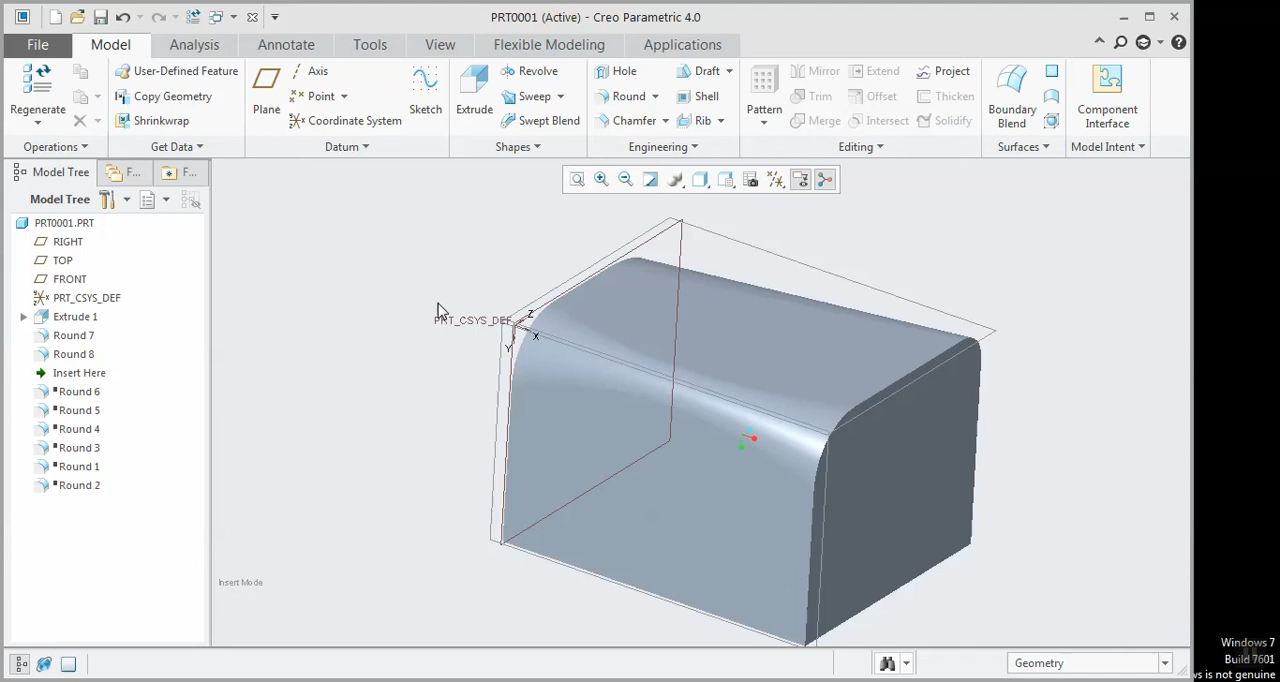 PRT0001 (Active) - Creo Parametric 4.0
File Model Analysis Annotate Tools View Flexible Modeling Applications
Regenerate
Operations
User-Defined Feature
Copy Geometry
Shrinkwrap
Get Data
Plane
Axis
Point
Coordinate System
Sketch
Datum
Extrude
Revolve
Sweep
Swept Blend
Shapes
Hole
Round
Chamfer
Draft
Shell
Rib
Engineering
Pattern
Mirror
Trim
Merge
Extend
Offset
Intersect
Project
Thicken
Solidify
Editing
Boundary
Blend
Surfaces
Component
Interface
Model Intent
Model Tree F... F...
Model Tree
PRT0001.PRT
RIGHT
TOP
FRONT
PRT_CSYS_DEF
Extrude 1
Round 7
Round 8
Insert Here
Round 6
Round 5
Round 4
Round 3
Round 1
Round 2
PRT_CSYS_DEF
Z
X
Y
Insert Mode
Geometry
Windows 7
Build 7601
ws is not genuine